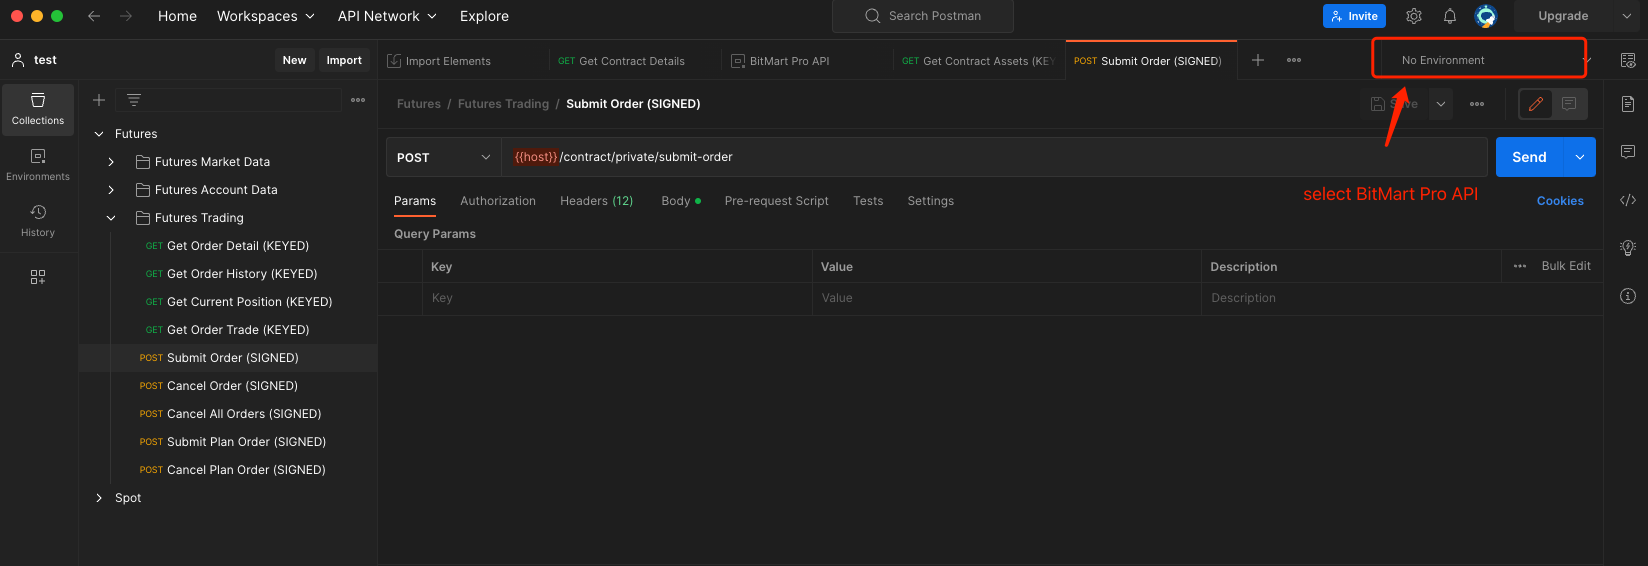 Home Workspaces API Network Explore Search Postman Invite Upgrade
test New Import Import Elements GET Get Contract Details BitMart Pro API GET Get Contract Assets (KEY POST Submit Order (SIGNED) No Environment
Collections
Environments
History
Futures
Futures Market Data
Futures Account Data
Futures Trading
GET Get Order Detail (KEYED)
GET Get Order History (KEYED)
GET Get Current Position (KEYED)
GET Get Order Trade (KEYED)
POST Submit Order (SIGNED)
POST Cancel Order (SIGNED)
POST Cancel All Orders (SIGNED)
POST Submit Plan Order (SIGNED)
POST Cancel Plan Order (SIGNED)
Spot
Futures / Futures Trading / Submit Order (SIGNED) Save
POST {{host}}/contract/private/submit-order Send
select BitMart Pro API
Params Authorization Headers (12) Body Pre-request Script Tests Settings Cookies
Query Params
Key Value Description Bulk Edit
Key Value Description